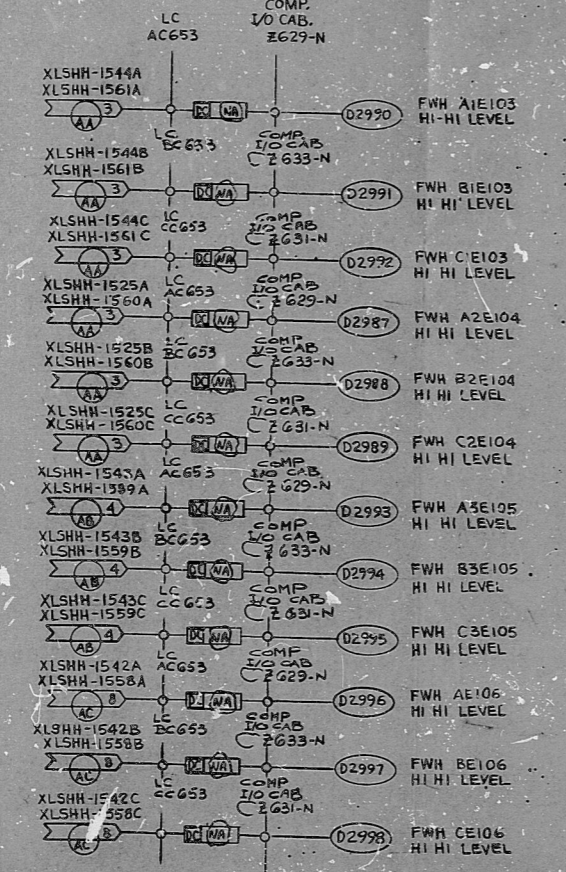 LC
AC653
COMP.
I/O CAB.
Z629-N
XLSHH-1544A
XLSHH-1561A
3
AA
DC NA
D2990
FWH A1E103
HI-HI LEVEL
LC
BC633
COMP
I/O CAB
Z633-N
XLSHH-1544B
XLSHH-1561B
3
AA
DC NA
D2991
FWH B1E103
HI HI LEVEL
LC
CC653
COMP
I/O CAB
Z631-N
XLSHH-1544C
XLSHH-1561C
3
AA
DC NA
D2992
FWH C1E103
HI HI LEVEL
LC
AC653
COMP
I/O CAB
Z629-N
XLSHH-1525A
XLSHH-1560A
3
AA
DC NA
D2987
FWH A2E104
HI HI LEVEL
LC
BC653
COMP
I/O CAB
Z633-N
XLSHH-1525B
XLSHH-1560B
3
AA
DC NA
D2988
FWH B2E104
HI HI LEVEL
LC
CC653
COMP
I/O CAB
Z631-N
XLSHH-1525C
XLSHH-1560C
3
AA
DC NA
D2989
FWH C2E104
HI HI LEVEL
LC
AC653
COMP
I/O CAB
Z629-N
XLSHH-1543A
XLSHH-1559A
4
AB
DC NA
D2993
FWH A3E105
HI HI LEVEL
LC
BC653
COMP
I/O CAB
Z633-N
XLSHH-1543B
XLSHH-1559B
4
AB
DC NA
D2994
FWH B3E105
HI HI LEVEL
LC
CC653
COMP
I/O CAB
Z631-N
XLSHH-1543C
XLSHH-1559C
4
AB
DC NA
D2995
FWH C3E105
HI HI LEVEL
LC
AC653
COMP
I/O CAB
Z629-N
XLSHH-1542A
XLSHH-1558A
8
AC
DC NA
D2996
FWH AE106
HI HI LEVEL
LC
BC653
COMP
I/O CAB
Z633-N
XLSHH-1542B
XLSHH-1558B
8
AC
DC NA
D2997
FWH BE106
HI HI LEVEL
LC
CC653
COMP
I/O CAB
Z631-N
XLSHH-1542C
XLSHH-1558C
8
AC
DC NA
D2998
FWH CE106
HI HI LEVEL